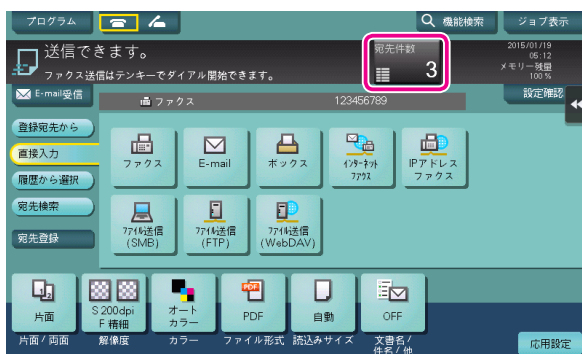 プログラム
機能検索
ジョブ表示
送信できます。
ファクス送信はテンキーでダイアル開始できます。
宛先件数
3
2015/01/19
05:12
メモリー残量
100 %
E-mail受信
ファクス
123456789
設定確認
登録宛先から
直接入力
履歴から選択
宛先検索
宛先登録
ファクス
E-mail
ボックス
インターネット
ファクス
IPアドレス
ファクス
ファイル送信
(SMB)
ファイル送信
(FTP)
ファイル送信
(WebDAV)
片面
S 200dpi
F 精細
オート
カラー
PDF
自動
OFF
片面/両面
解像度
カラー
ファイル形式
読込みサイズ
文書名/
件名/他
応用設定